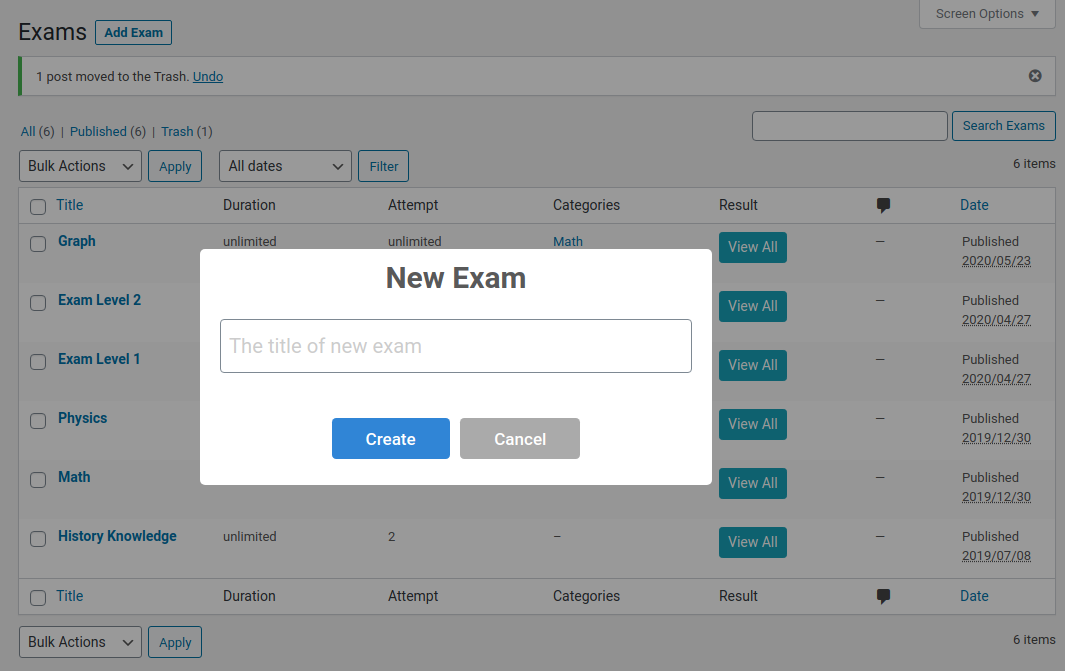 Screen Options
Exams Add Exam
1 post moved to the Trash. Undo
All (6) | Published (6) | Trash (1)
Search Exams
Bulk Actions Apply All dates Filter
6 items
Title Duration Attempt Categories Result Date
Graph unlimited unlimited Math View All — Published
2020/05/23
New Exam
The title of new exam
Create Cancel
Exam Level 2 View All — Published
2020/04/27
Exam Level 1 View All — Published
2020/04/27
Physics View All — Published
2019/12/30
Math View All — Published
2019/12/30
History Knowledge unlimited 2 – View All — Published
2019/07/08
Title Duration Attempt Categories Result Date
Bulk Actions Apply
6 items